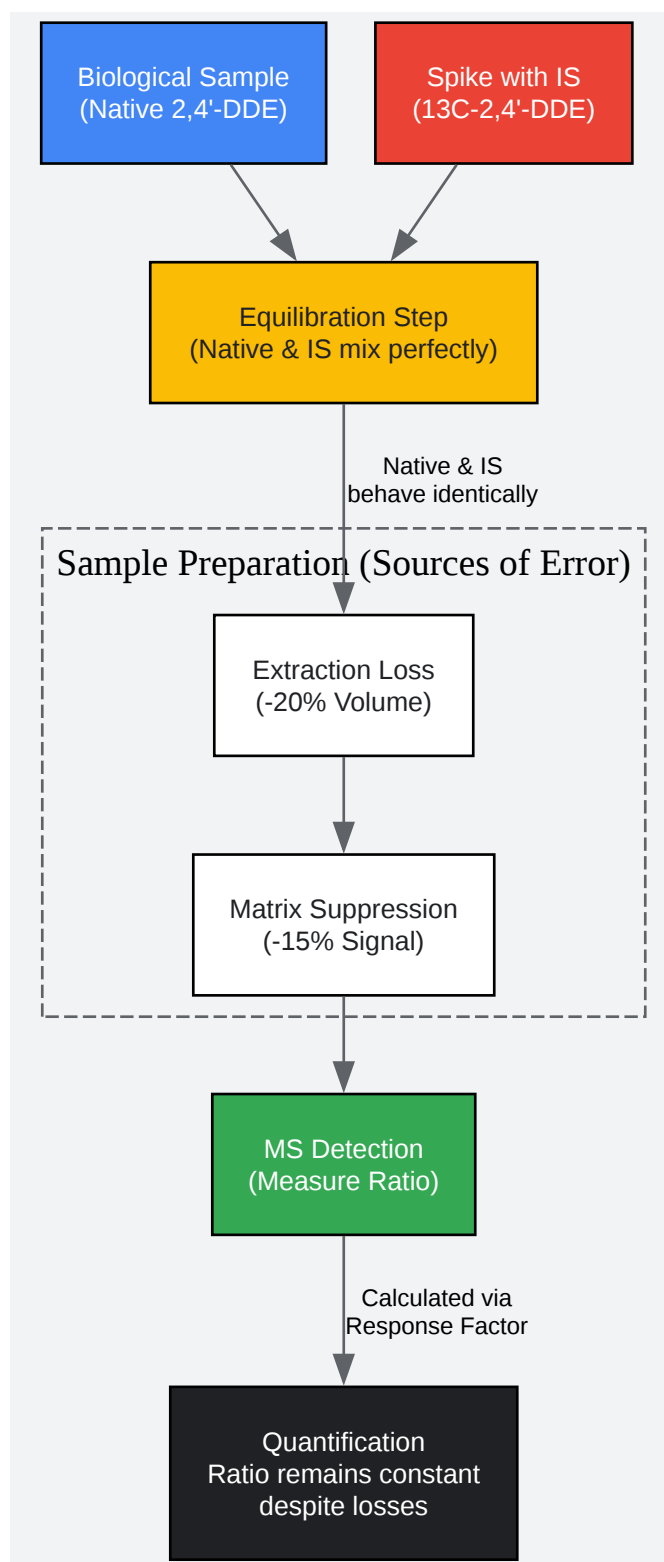 Biological Sample
(Native 2,4'-DDE)
Spike with IS
(13C-2,4'-DDE)
Equilibration Step
(Native & IS mix perfectly)
Native & IS
behave identically
Sample Preparation (Sources of Error)
Extraction Loss
(-20% Volume)
Matrix Suppression
(-15% Signal)
MS Detection
(Measure Ratio)
Calculated via
Response Factor
Quantification
Ratio remains constant
despite losses